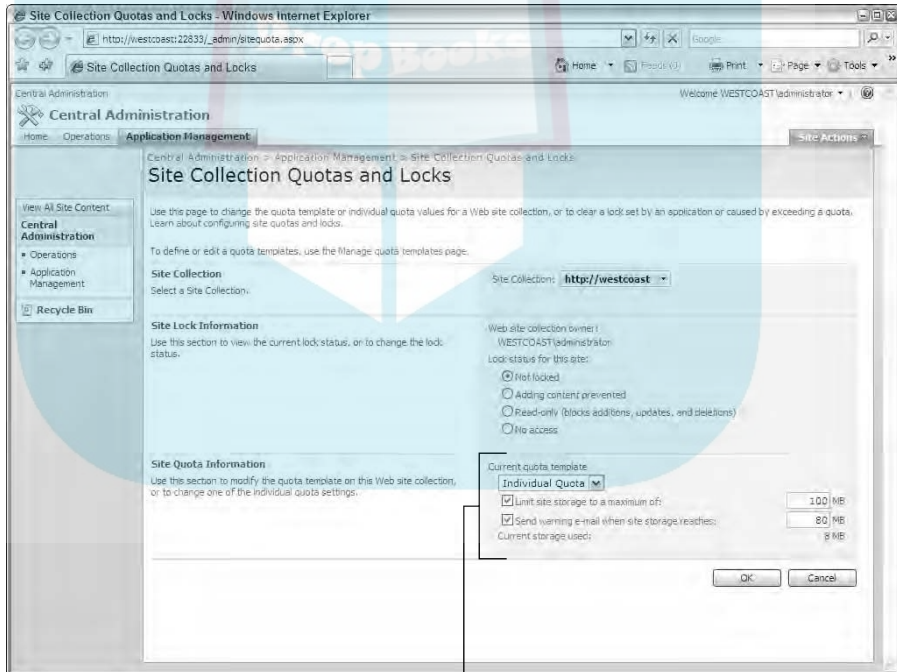 Site Collection Quotas and Locks - Windows Internet Explorer
http://westcoast:22833/_admin/sitequota.aspx
Google
Site Collection Quotas and Locks
Home
Feeds (J)
Print
Page
Tools
Central Administration
Welcome WESTCOAST\administrator
Central Administration
Home Operations Application Management
Site Actions
Central Administration > Application Management > Site Collection Quotas and Locks
Site Collection Quotas and Locks
View All Site Content
Central Administration
Operations
Application Management
Recycle Bin
Use this page to change the quota template or individual quota values for a Web site collection, or to clear a lock set by an application or caused by exceeding a quota.
Learn about configuring site quotas and locks.
To define or edit a quota templates, use the Manage quota templates page.
Site Collection
Select a Site Collection.
Site Collection: http://westcoast
Site Lock Information
Use this section to view the current lock status, or to change the lock
status.
Web site collection owner:
WESTCOAST\administrator
Lock status for this site:
Not locked
Adding content prevented
Read-only (blocks additions, updates, and deletions)
No access
Site Quota Information
Use this section to modify the quota template on this Web site collection,
or to change one of the individual quota settings.
Current quota template
Individual Quota
Limit site storage to a maximum of: 100 MB
Send warning e-mail when site storage reaches: 80 MB
Current storage used: 8 MB
OK Cancel